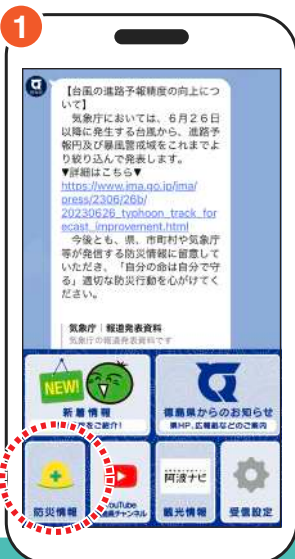 1
【台風の進路予報精度の向上につ
いて】
気象庁においては、6月26日
以降に発生する台風から、進路予
報円及び暴風警戒域をこれまでよ
り絞り込んで発表します。
▼詳細はこちら▼
https://www.jma.go.jp/jma/
press/2306/26b/
20230626_typhoon_track_for
ecast_improvement.html
今後とも、県、市町村や気象庁
等が発信する防災情報に留意して
いただき、「自分の命は自分で守
る」適切な防災行動を心がけてく
ださい。
気象庁｜報道発表資料
気象庁の報道発表資料です
NEW!
新着情報
をご紹介!
徳島県からのお知らせ
県HP、広報紙などのご案内
防災情報
YouTube
チャンネル
阿波ナビ
観光情報
受信設定